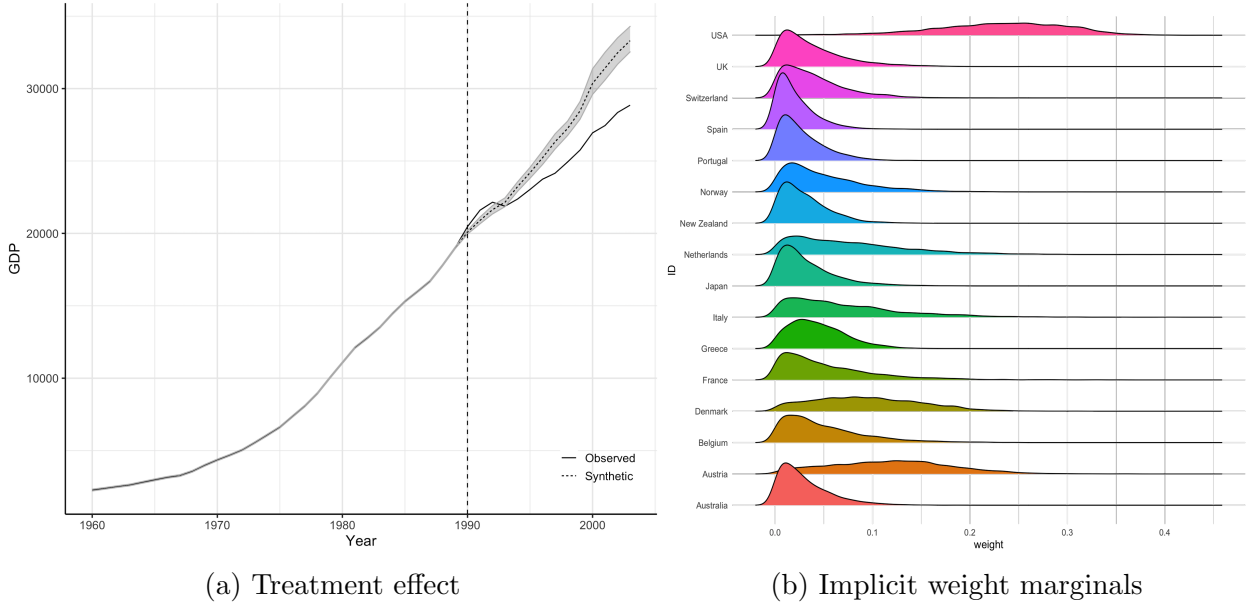 30000
20000
10000
GDP
1960
1970
1980
1990
2000
Year
Observed
Synthetic
(a) Treatment effect
USA
UK
Switzerland
Spain
Portugal
Norway
New Zealand
Netherlands
Japan
Italy
Greece
France
Denmark
Belgium
Austria
Australia
ID
0.0
0.1
0.2
0.3
0.4
weight
(b) Implicit weight marginals